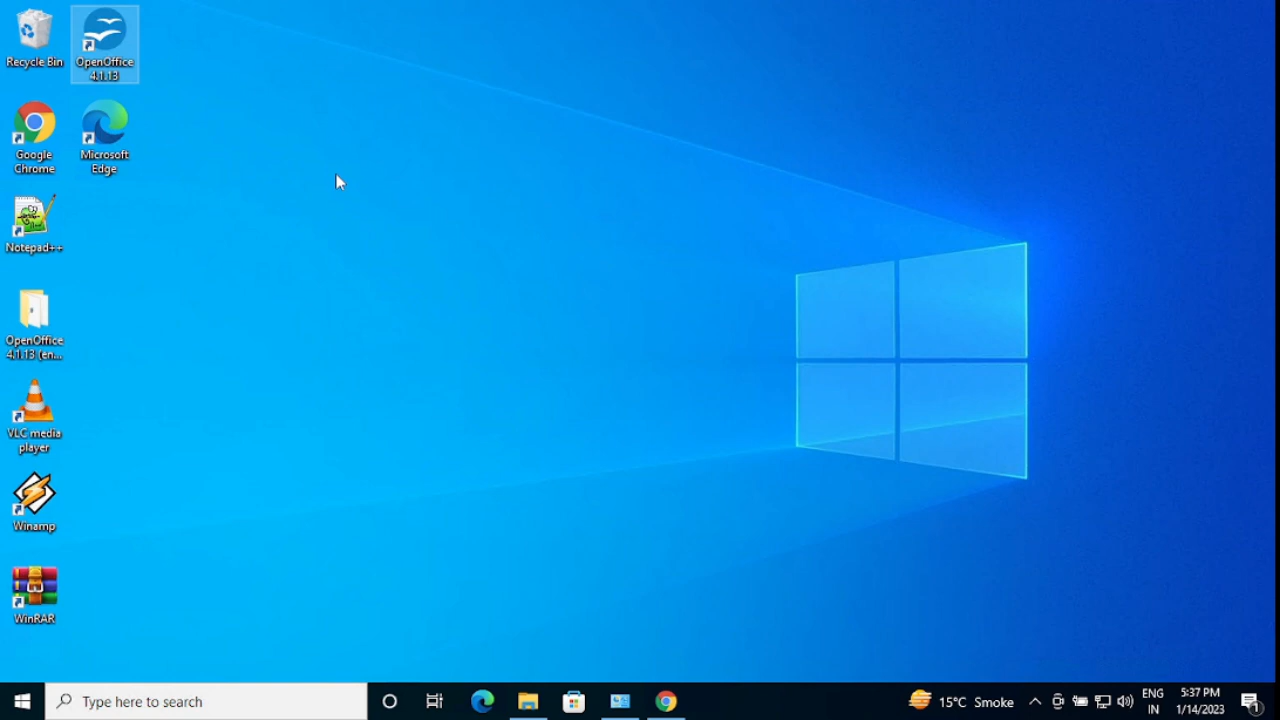 Recycle Bin
OpenOffice
4.1.13
Google
Chrome
Microsoft
Edge
Notepad++
OpenOffice
4.1.13 (en...
VLC media
player
Winamp
WinRAR
Type here to search
15°C Smoke
ENG
IN
5:37 PM
1/14/2023
1